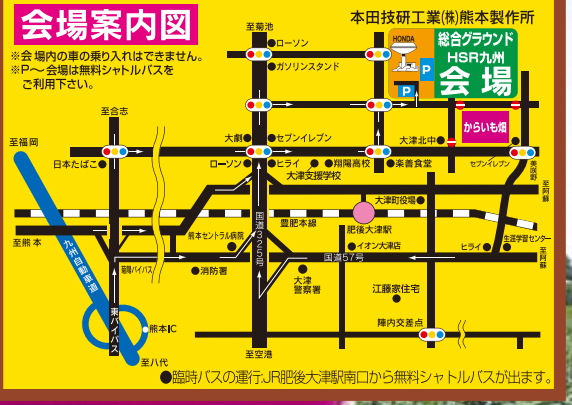 会場案内図
※会場内の車の乗り入れはできません。
※P〜会場は無料シャトルバスを
ご利用下さい。
至菊池
本田技研工業(株)熊本製作所
ローソン
ガソリンスタンド
HONDA
総合グラウンド
HSR九州
会場
P
P
至合志
からいも畑
至福岡
大劇
セブンイレブン
大津北中
日本たばこ
ローソン
ヒライ
翔陽高校
楽善食堂
セブンイレブン
美咲野
大津支援学校
至阿蘇
大津町役場
国道325号
豊肥本線
肥後大津駅
至熊本
熊本セントラル病院
イオン大津店
ヒライ
生涯学習センター
九州自動車道
菊陽バイパス
消防署
国道57号
至阿蘇
大津
警察署
江藤家住宅
東バイパス
熊本IC
陣内交差点
至空港
至八代
●臨時バスの運行:JR肥後大津駅南口から無料シャトルバスが出ます。